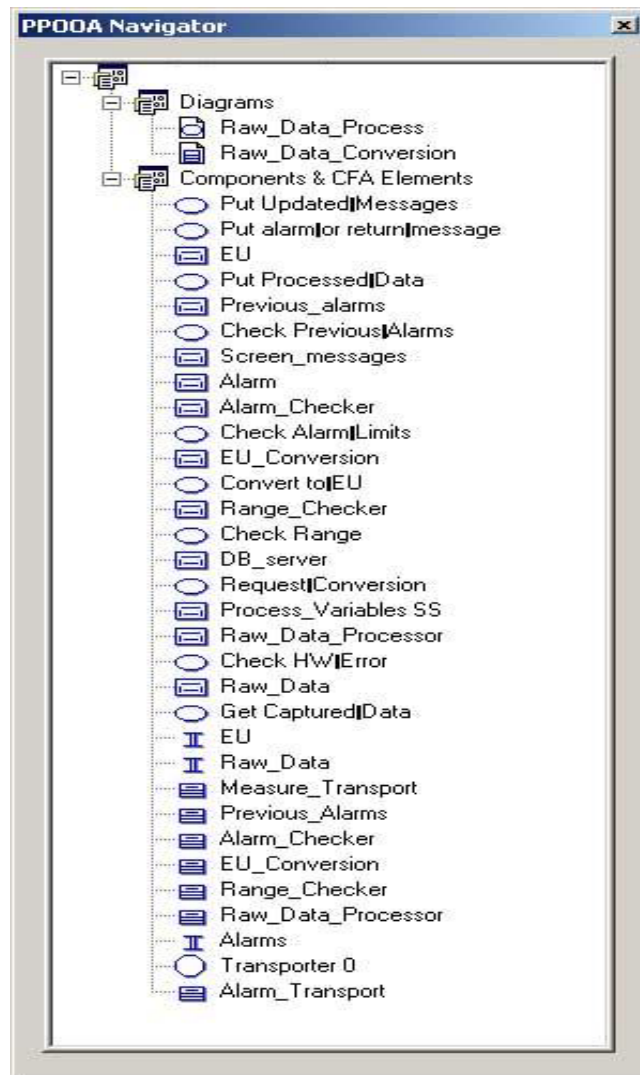 PPOOA Navigator
Diagrams
Raw_Data_Process
Raw_Data_Conversion
Components & CFA Elements
Put Updated|Messages
Put alarm|or return|message
EU
Put Processed|Data
Previous_alarms
Check Previous|Alarms
Screen_messages
Alarm
Alarm_Checker
Check Alarm|Limits
EU_Conversion
Convert to|EU
Range_Checker
Check Range
DB_server
Request|Conversion
Process_Variables SS
Raw_Data_Processor
Check HW|Error
Raw_Data
Get Captured|Data
EU
Raw_Data
Measure_Transport
Previous_Alarms
Alarm_Checker
EU_Conversion
Range_Checker
Raw_Data_Processor
Alarms
Transporter 0
Alarm_Transport